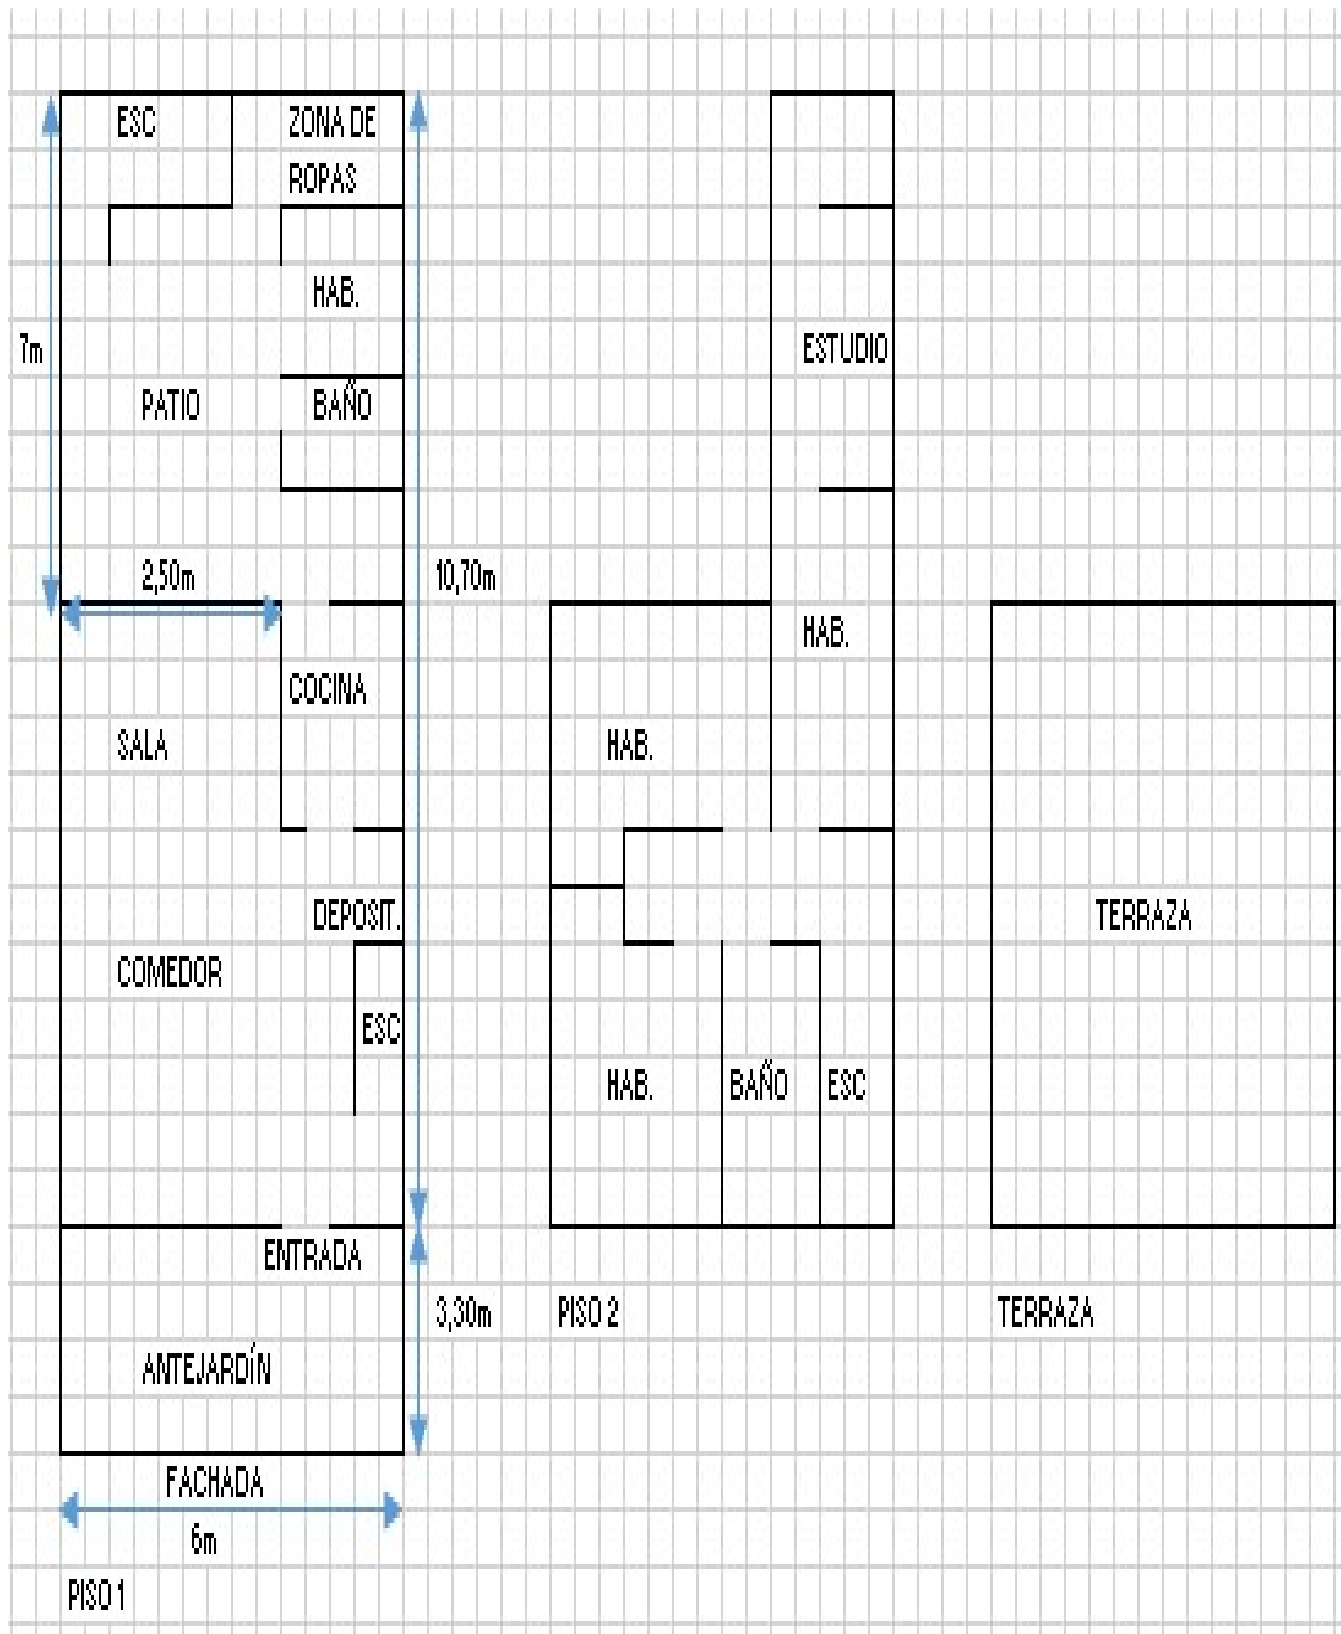 ESC
ZONA DE
ROPAS
HAB.
7m
ESTUDIO
PATIO
BAÑO
2,50m
10,70m
HAB.
COCINA
SALA
HAB.
DEPOSIT.
TERRAZA
COMEDOR
ESC
HAB.
BAÑO
ESC
ENTRADA
3,30m
PISO 2
TERRAZA
ANTEJARDÍN
FACHADA
6m
PISO 1